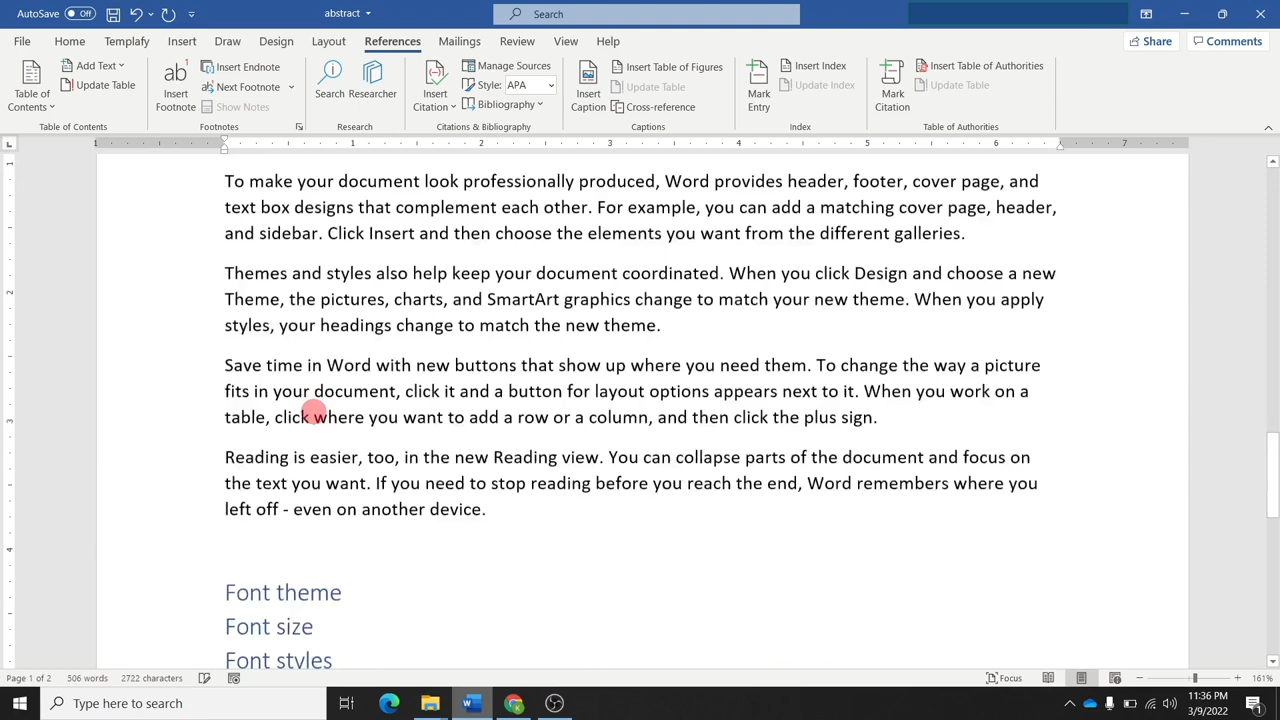 AutoSave Off
abstract
Search
File Home Templafy Insert Draw Design Layout References Mailings Review View Help Share Comments
Table of Contents
Add Text
Update Table
Table of Contents
ab1
Insert Footnote
Insert Endnote
Next Footnote
Show Notes
Footnotes
Search
Researcher
Research
Insert Citation
Manage Sources
Style: APA
Bibliography
Citations & Bibliography
Insert Caption
Insert Table of Figures
Update Table
Cross-reference
Captions
Mark Entry
Insert Index
Update Index
Index
Mark Citation
Insert Table of Authorities
Update Table
Table of Authorities
1 1 2 3 4 5 6 7
To make your document look professionally produced, Word provides header, footer, cover page, and
text box designs that complement each other. For example, you can add a matching cover page, header,
and sidebar. Click Insert and then choose the elements you want from the different galleries.
Themes and styles also help keep your document coordinated. When you click Design and choose a new
Theme, the pictures, charts, and SmartArt graphics change to match your new theme. When you apply
styles, your headings change to match the new theme.
Save time in Word with new buttons that show up where you need them. To change the way a picture
fits in your document, click it and a button for layout options appears next to it. When you work on a
table, click where you want to add a row or a column, and then click the plus sign.
Reading is easier, too, in the new Reading view. You can collapse parts of the document and focus on
the text you want. If you need to stop reading before you reach the end, Word remembers where you
left off - even on another device.
Font theme
Font size
Font styles
1
2
3
4
5
Page 1 of 2 506 words 2722 characters Focus 161%
Type here to search
11:36 PM
3/9/2022